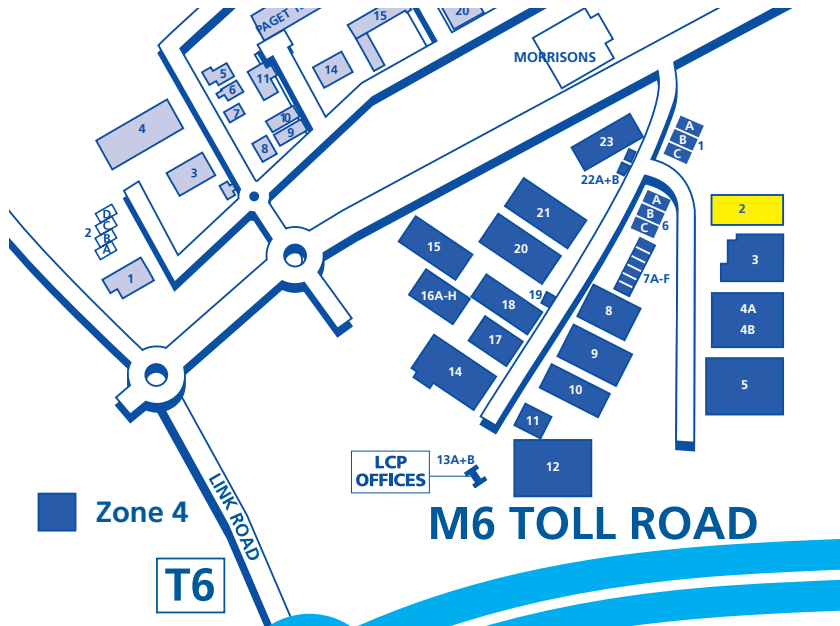 15
20
MORRISONS
5
6
11
14
7
10
9
8
4
3
23
A
B
C
1
22A+B
2
D
C
B
A
A
B
C
6
2
21
20
15
3
7A-F
1
16A-H
19
18
8
4A
4B
17
9
14
10
5
11
LCP
OFFICES
13A+B
12
LINK ROAD
Zone 4
M6 TOLL ROAD
T6